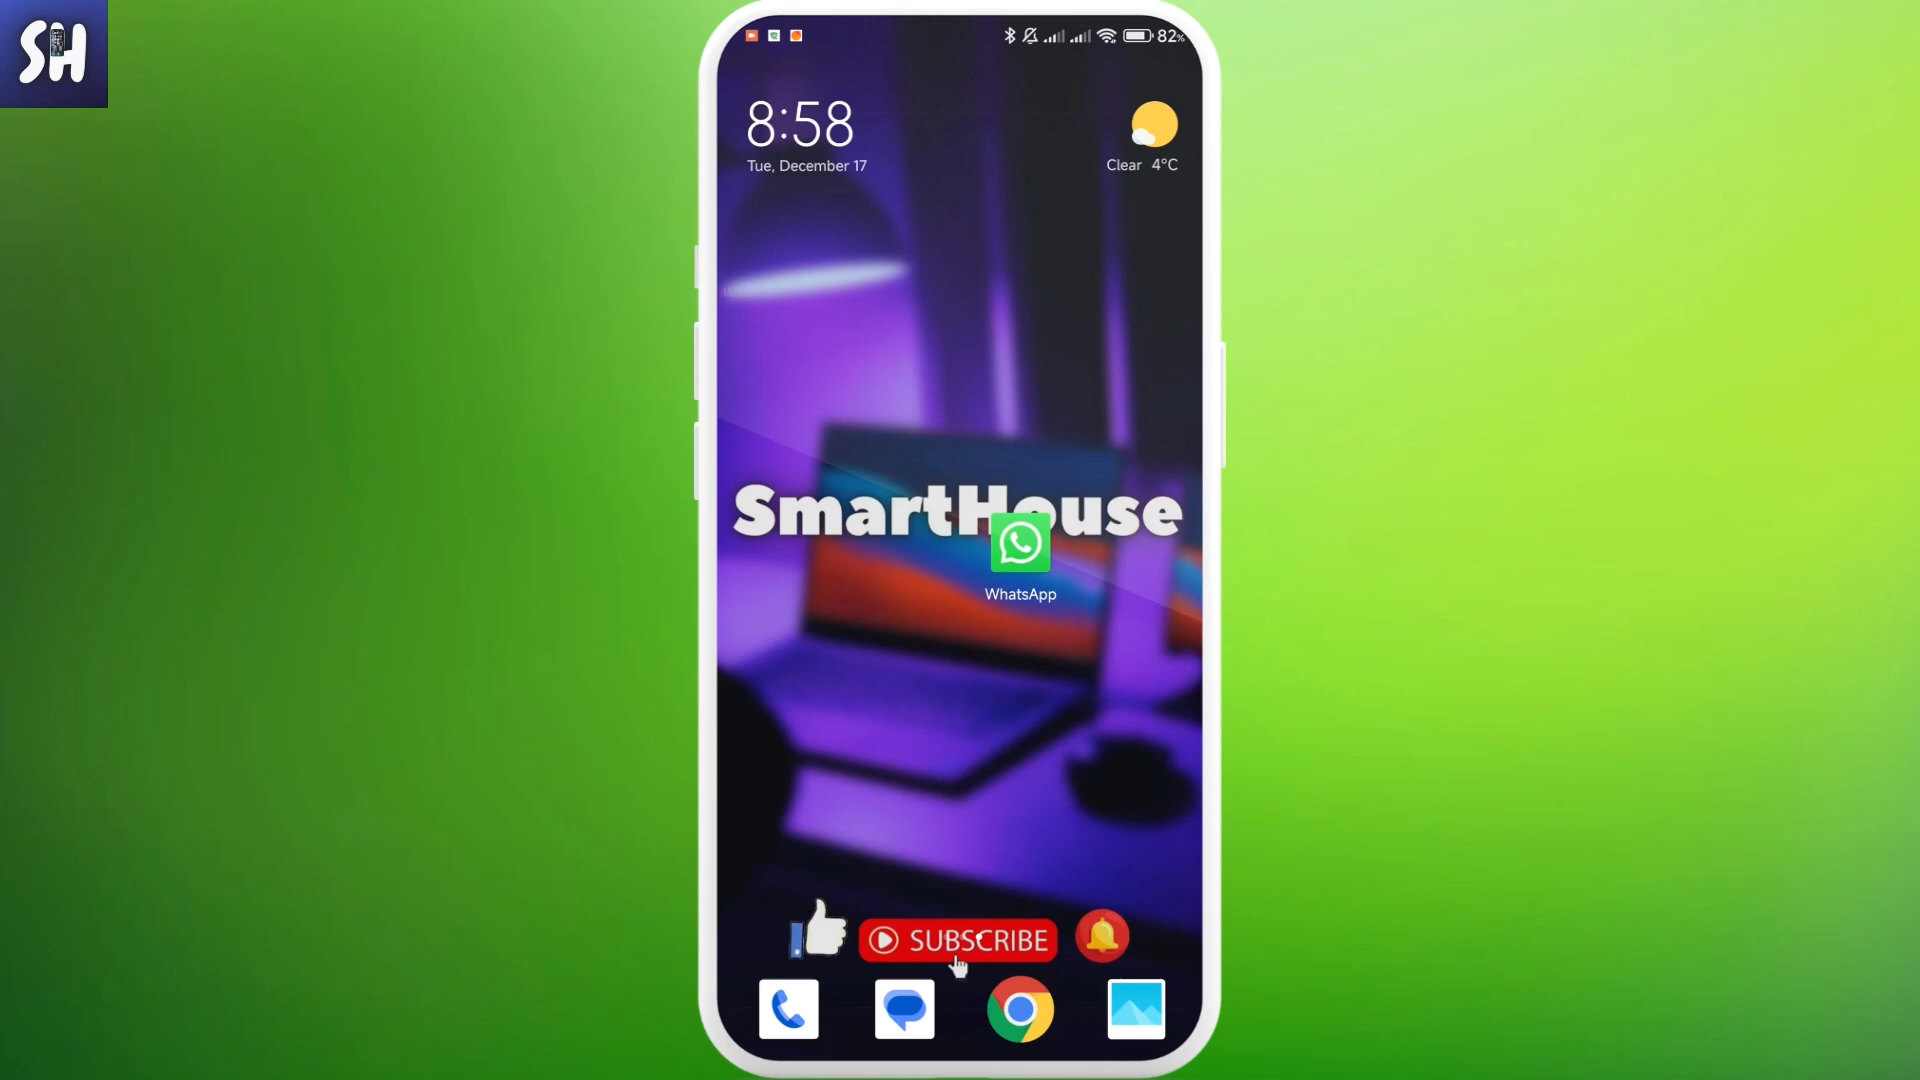 SH
82%
8:58
Tue, December 17
Clear 4°C
SmartHouse
WhatsApp
SUBSCRIBE